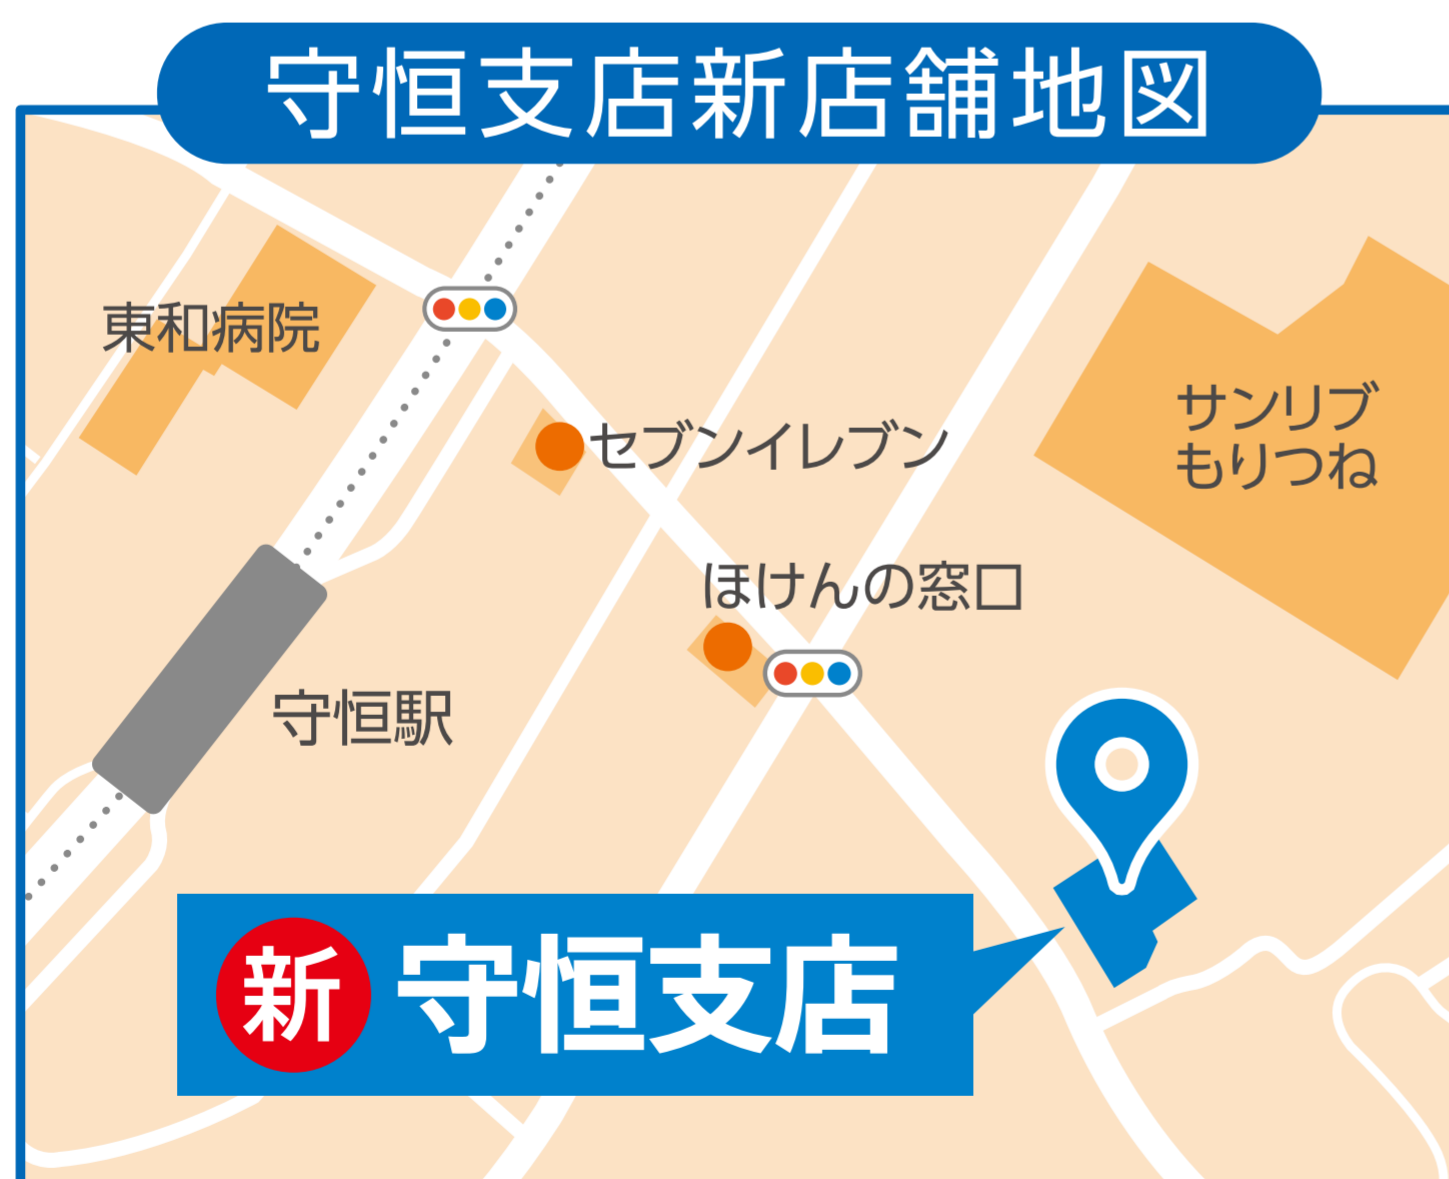 守恒支店新店舗地図
東和病院
セブンイレブン
サンリブ
もりつね
ほけんの窓口
守恒駅
新 守恒支店